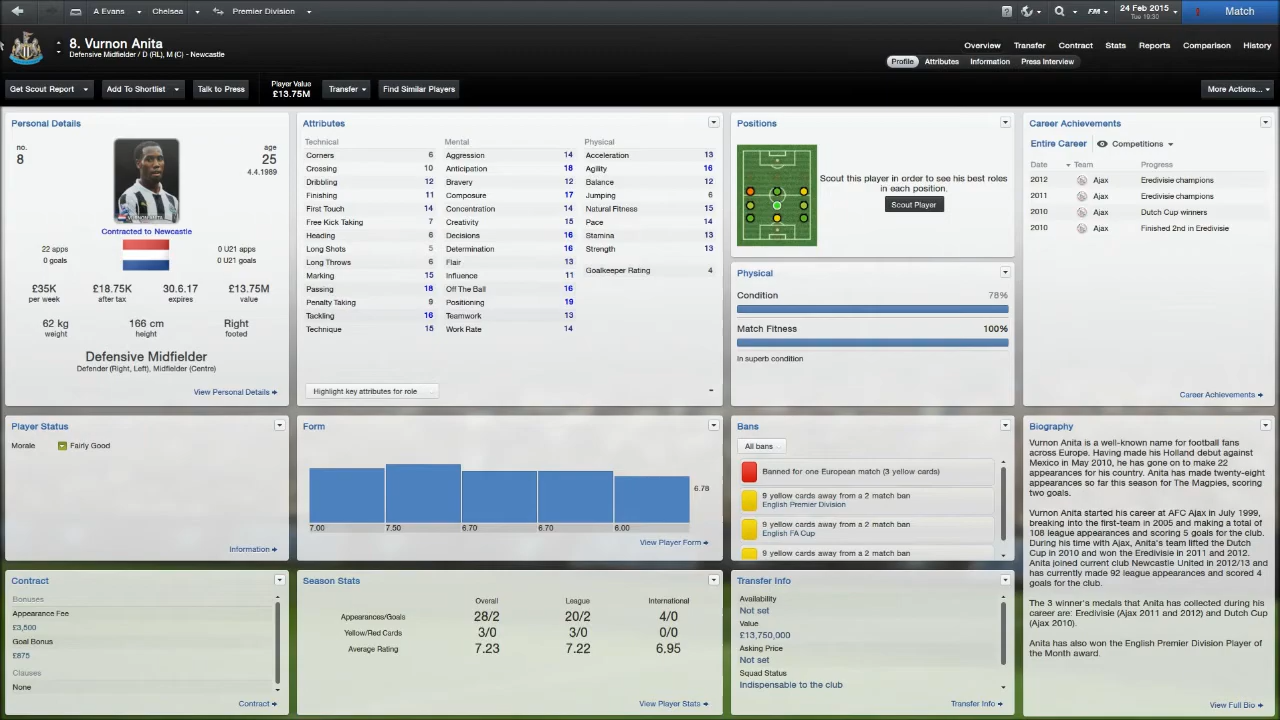 A Evans Chelsea Premier Division FM 24 Feb 2015
Tue 19:30
Match
8. Vurnon Anita
Defensive Midfielder / D (RL), M (C) - Newcastle
Overview Transfer Contract Stats Reports Comparison History
Profile Attributes Information Press Interview
Get Scout Report Add To Shortlist Talk to Press Player Value
£13.75M
Transfer Find Similar Players More Actions...
Personal Details
no.
8
age
25
4.4.1989
VURNON ANITA
Contracted to Newcastle
22 apps 0 U21 apps
0 goals 0 U21 goals
£35K £18.75K 30.6.17 £13.75M
per week after tax expires value
62 kg 166 cm Right
weight height footed
Defensive Midfielder
Defender (Right, Left), Midfielder (Centre)
View Personal Details
Attributes
Technical Mental Physical
Corners 6 Aggression 14 Acceleration 13
Crossing 10 Anticipation 18 Agility 16
Dribbling 12 Bravery 12 Balance 12
Finishing 11 Composure 17 Jumping 6
First Touch 14 Concentration 14 Natural Fitness 15
Free Kick Taking 7 Creativity 15 Pace 14
Heading 6 Decisions 16 Stamina 13
Long Shots 5 Determination 16 Strength 13
Long Throws 6 Flair 13
Goalkeeper Rating 4
Marking 15 Influence 11
Passing 18 Off The Ball 16
Penalty Taking 9 Positioning 19
Tackling 16 Teamwork 13
Technique 15 Work Rate 14
Highlight key attributes for role -
Positions
Scout this player in order to see his best roles
in each position.
Scout Player
Physical
Condition 78%
Match Fitness 100%
In superb condition
Career Achievements
Entire Career Competitions
Date Team Progress
2012 Ajax Eredivisie champions
2011 Ajax Eredivisie champions
2010 Ajax Dutch Cup winners
2010 Ajax Finished 2nd in Eredivisie
Career Achievements
Player Status
Morale Fairly Good
Information
Form
6.78
7.00 7.50 6.70 6.70 6.00
View Player Form
Bans
All bans
Banned for one European match (3 yellow cards)
9 yellow cards away from a 2 match ban
English Premier Division
9 yellow cards away from a 2 match ban
English FA Cup
9 yellow cards away from a 2 match ban
Biography
Vurnon Anita is a well-known name for football fans
across Europe. Having made his Holland debut against
Mexico in May 2010, he has gone on to make 22
appearances for his country. Anita has made twenty-eight
appearances so far this season for The Magpies, scoring
two goals.
Vurnon Anita started his career at AFC Ajax in July 1999,
breaking into the first-team in 2005 and making a total of
108 league appearances and scoring 5 goals for the club.
During his time with Ajax, Anita's team lifted the Dutch
Cup in 2010 and won the Eredivisie in 2011 and 2012.
Anita joined current club Newcastle United in 2012/13 and
has currently made 92 league appearances and scored 4
goals for the club.
The 3 winner's medals that Anita has collected during his
career are: Eredivisie (Ajax 2011 and 2012) and Dutch Cup
(Ajax 2010).
Anita has also won the English Premier Division Player of
the Month award.
View Full Bio
Contract
Bonuses
Appearance Fee
£3,500
Goal Bonus
£875
Clauses
None
Contract
Season Stats
Overall League International
Appearances/Goals 28/2 20/2 4/0
Yellow/Red Cards 3/0 3/0 0/0
Average Rating 7.23 7.22 6.95
View Player Stats
Transfer Info
Availability
Not set
Value
£13,750,000
Asking Price
Not set
Squad Status
Indispensable to the club
Transfer Info